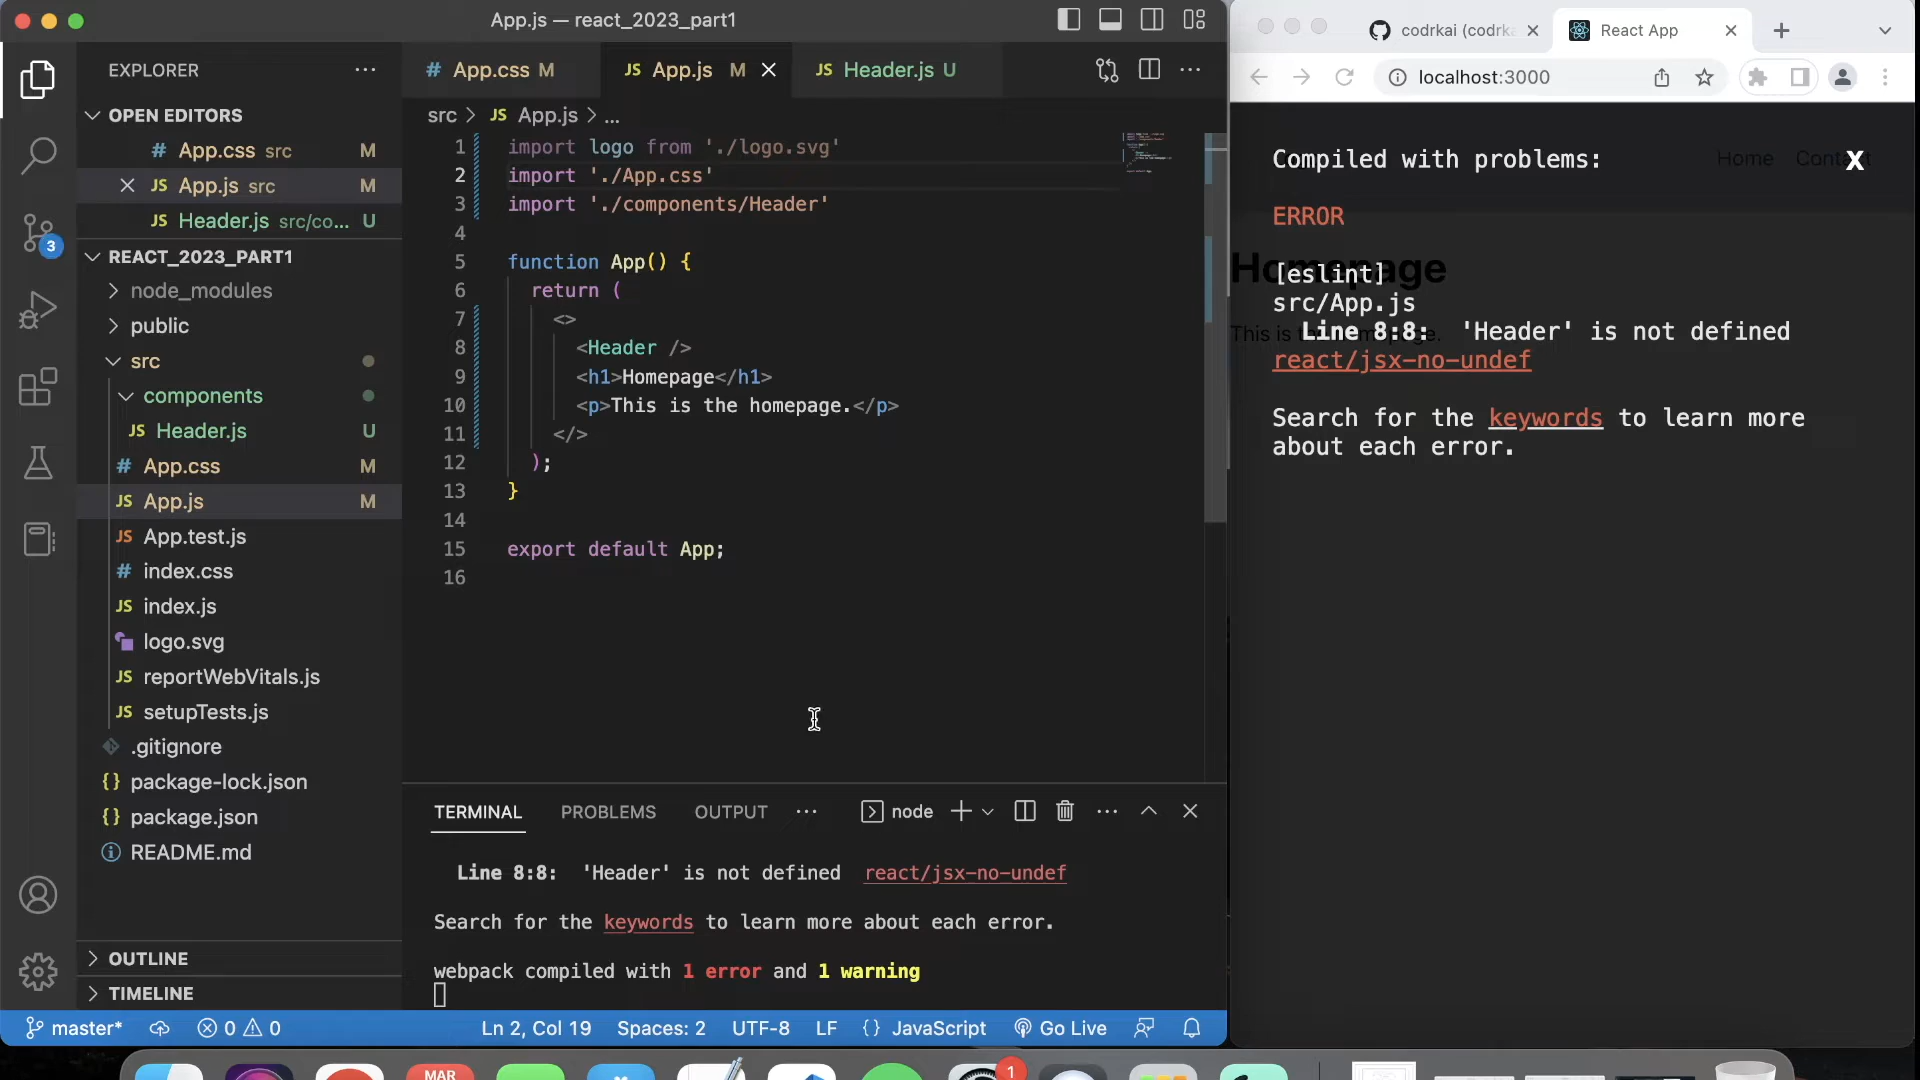 App.js — react_2023_part1
EXPLORER
OPEN EDITORS
# App.css src M
JS App.js src M
JS Header.js src/co... U
REACT_2023_PART1
node_modules
public
src
components
JS Header.js U
# App.css M
JS App.js M
JS App.test.js
# index.css
JS index.js
logo.svg
JS reportWebVitals.js
JS setupTests.js
.gitignore
{} package-lock.json
{} package.json
README.md
OUTLINE
TIMELINE
3
# App.css M
JS App.js M
JS Header.js U
src > JS App.js > ...
1 import logo from './logo.svg'
2 import './App.css'
3 import './components/Header'
4
5 function App() {
6 return (
7 <>
8 <Header />
9 <h1>Homepage</h1>
10 <p>This is the homepage.</p>
11 </>
12 );
13 }
14
15 export default App;
16
TERMINAL PROBLEMS OUTPUT ... node
Line 8:8: 'Header' is not defined react/jsx-no-undef
Search for the keywords to learn more about each error.
webpack compiled with 1 error and 1 warning
master* 0 0 Ln 2, Col 19 Spaces: 2 UTF-8 LF {} JavaScript Go Live
codrkai (codrka
React App
localhost:3000
Home Contact
Compiled with problems: X
ERROR
Homepage
[eslint]
src/App.js
This is the homepage.
Line 8:8: 'Header' is not defined
react/jsx-no-undef
Search for the keywords to learn more
about each error.
MAR
1